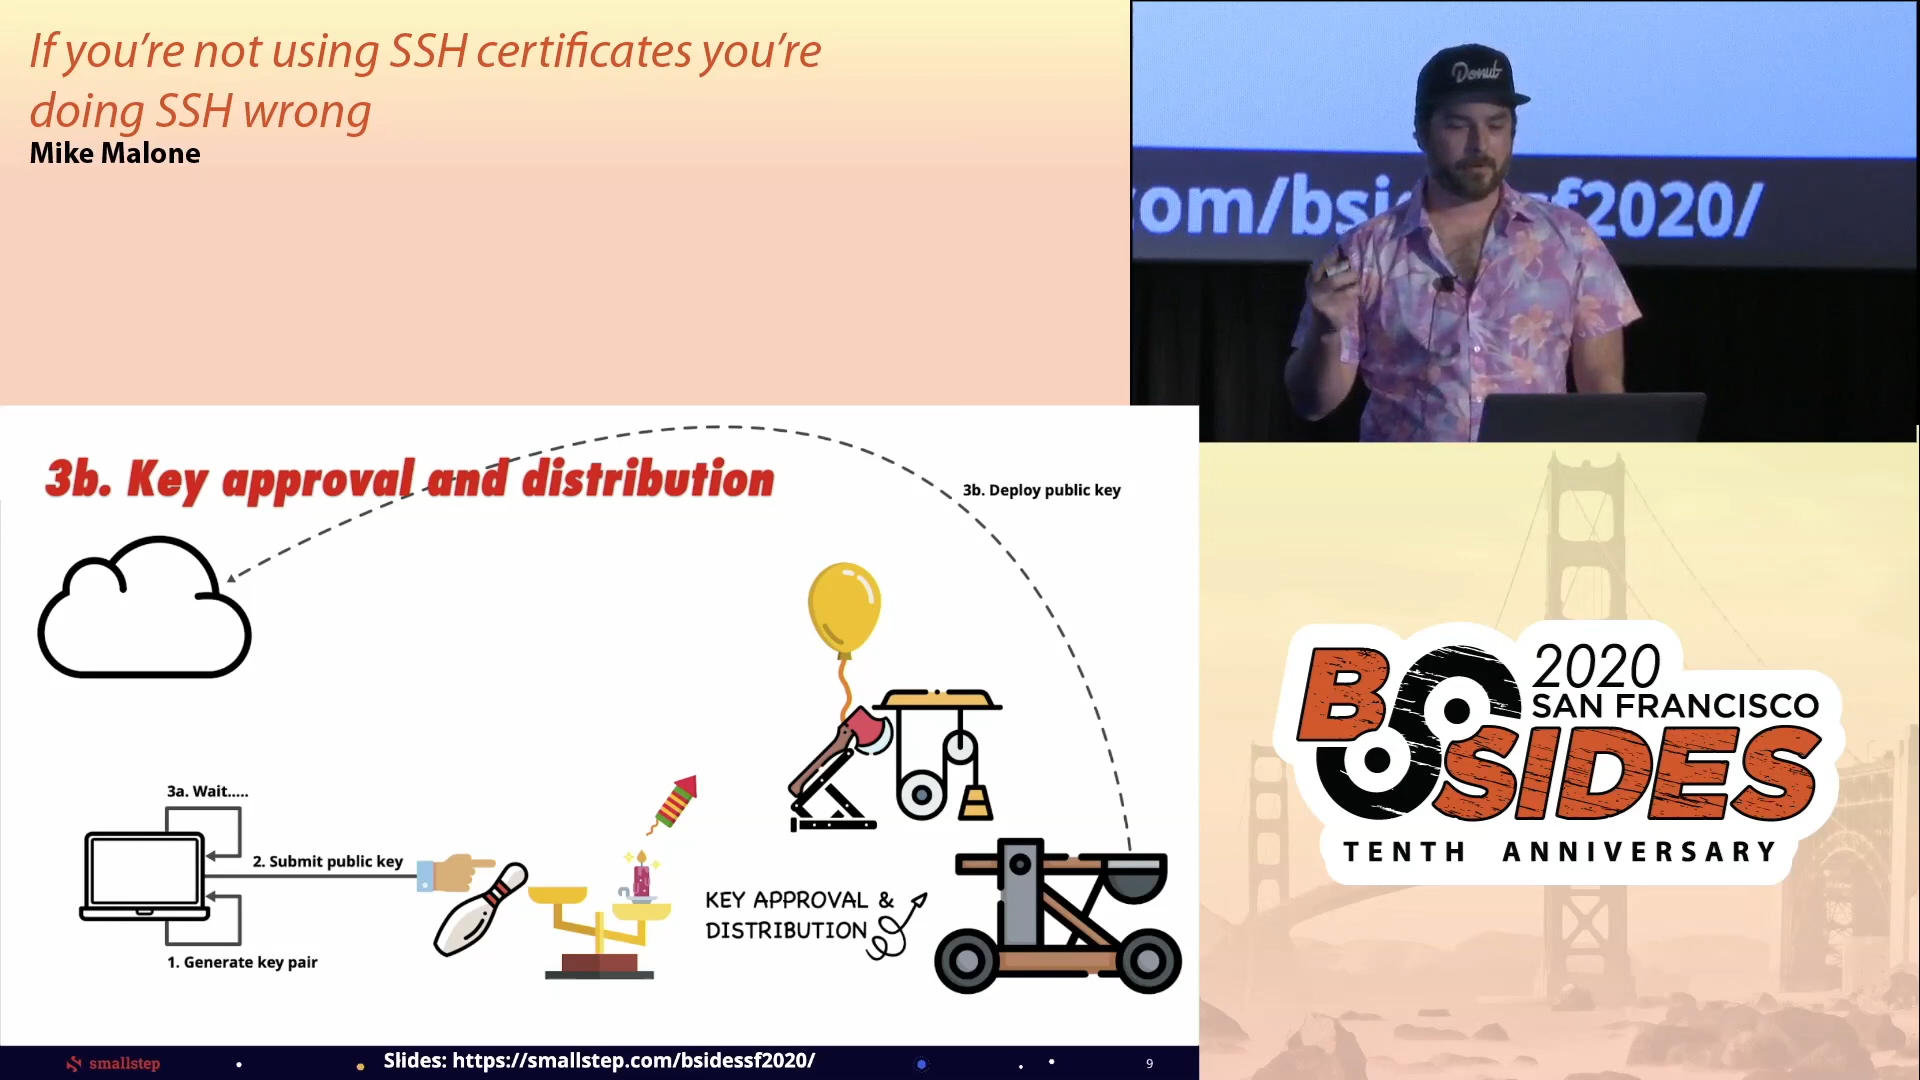 If you're not using SSH certificates you're
doing SSH wrong
Mike Malone
Donut
om/bsi sf2020/
3b. Key approval and distribution
3b. Deploy public key
3a. Wait.....
2. Submit public key
KEY APPROVAL &
DISTRIBUTION
1. Generate key pair
smallstep
Slides: https://smallstep.com/bsidessf2020/
9
2020
SAN FRANCISCO
BSIDES
TENTH ANNIVERSARY